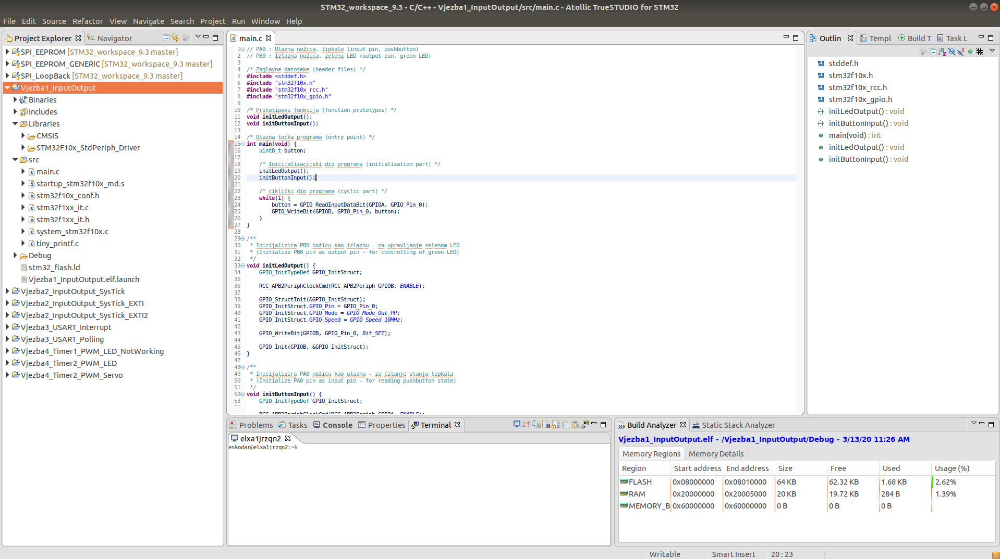 STM32_workspace_9.3 - C/C++ - Vjezba1_InputOutput/src/main.c - Atollic TrueSTUDIO for STM32
File Edit Source Refactor View Navigate Search Project Run Window Help
Project Explorer
Navigator
SPI_EEPROM [STM32_workspace_9.3 master]
SPI_EEPROM_GENERIC [STM32_workspace_9.3 master]
SPI_LoopBack [STM32_workspace_9.3 master]
Vjezba1_InputOutput
Binaries
Includes
Libraries
CMSIS
STM32F10x_StdPeriph_Driver
src
main.c
startup_stm32f10x_md.s
stm32f10x_conf.h
stm32f1xx_it.c
stm32f1xx_it.h
system_stm32f10x.c
tiny_printf.c
Debug
stm32_flash.ld
Vjezba1_InputOutput.elf.launch
Vjezba2_InputOutput_SysTick
Vjezba2_InputOutput_SysTick_EXTI
Vjezba2_InputOutput_SysTick_EXTI2
Vjezba3_USART_Interrupt
Vjezba3_USART_Polling
Vjezba4_Timer1_PWM_LED_NotWorking
Vjezba4_Timer2_PWM_LED
Vjezba4_Timer2_PWM_Servo
main.c
1 // PA0 : Ulazna nožica, tipkalo (input pin, pushbutton)
2 // PB0 : Izlazna nožica, zeleni LED (output pin, green LED)
3
4 /* Zaglavne datoteke (header files) */
5 #include <stddef.h>
6 #include "stm32f10x.h"
7 #include "stm32f10x_rcc.h"
8 #include "stm32f10x_gpio.h"
9
10 /* Prototipovi funkcija (function prototypes) */
11 void initLedOutput();
12 void initButtonInput();
13
14 /* Ulazna točka programa (entry point) */
15 int main(void) {
16 uint8_t button;
17
18 /* Inicijalizacijski dio programa (initialization part) */
19 initLedOutput();
20 initButtonInput();
21
22 /* ciklički dio programa (cyclic part) */
23 while(1) {
24 button = GPIO_ReadInputDataBit(GPIOA, GPIO_Pin_0);
25 GPIO_WriteBit(GPIOB, GPIO_Pin_0, button);
26 }
27 }
28
29 /**
30 * Inicijalizira PB0 nožicu kao izlaznu - za upravljanje zelenom LED
31 * (Initialize PB0 pin as output pin - for controlling of green LED)
32 */
33 void initLedOutput() {
34 GPIO_InitTypeDef GPIO_InitStruct;
35
36 RCC_APB2PeriphClockCmd(RCC_APB2Periph_GPIOB, ENABLE);
37
38 GPIO_StructInit(&GPIO_InitStruct);
39 GPIO_InitStruct.GPIO_Pin = GPIO_Pin_0;
40 GPIO_InitStruct.GPIO_Mode = GPIO_Mode_Out_PP;
41 GPIO_InitStruct.GPIO_Speed = GPIO_Speed_10MHz;
42
43 GPIO_WriteBit(GPIOB, GPIO_Pin_0, Bit_SET);
44
45 GPIO_Init(GPIOB, &GPIO_InitStruct);
46 }
47
48 /**
49 * Inicijalizira PA0 nožicu kao ulaznu - za čitanje stanja tipkala
50 * (Initialize PA0 pin as input pin - for reading pushbutton state)
51 */
52 void initButtonInput() {
53 GPIO_InitTypeDef GPIO_InitStruct;
RCC_APB2PeriphClockCmd(RCC_APB2Periph_GPIOA, ENABLE);
Outlin Templ Build T Task L
stddef.h
stm32f10x.h
stm32f10x_rcc.h
stm32f10x_gpio.h
initLedOutput() : void
initButtonInput() : void
main(void) : int
initLedOutput() : void
initButtonInput() : void
Problems Tasks Console Properties Terminal
elxa1jrzqn2
eskodar@elxa1jrzqn2:~$
Build Analyzer Static Stack Analyzer
Vjezba1_InputOutput.elf - /Vjezba1_InputOutput/Debug - 3/13/20 11:26 AM
Memory Regions Memory Details
Region Start address End address Size Free Used Usage (%)
FLASH 0x08000000 0x08010000 64 KB 62.32 KB 1.68 KB 2.62%
RAM 0x20000000 0x20005000 20 KB 19.72 KB 284 B 1.39%
MEMORY_B 0x60000000 0x60000000 0 B 0 B 0 B
Writable Smart Insert 20 : 23